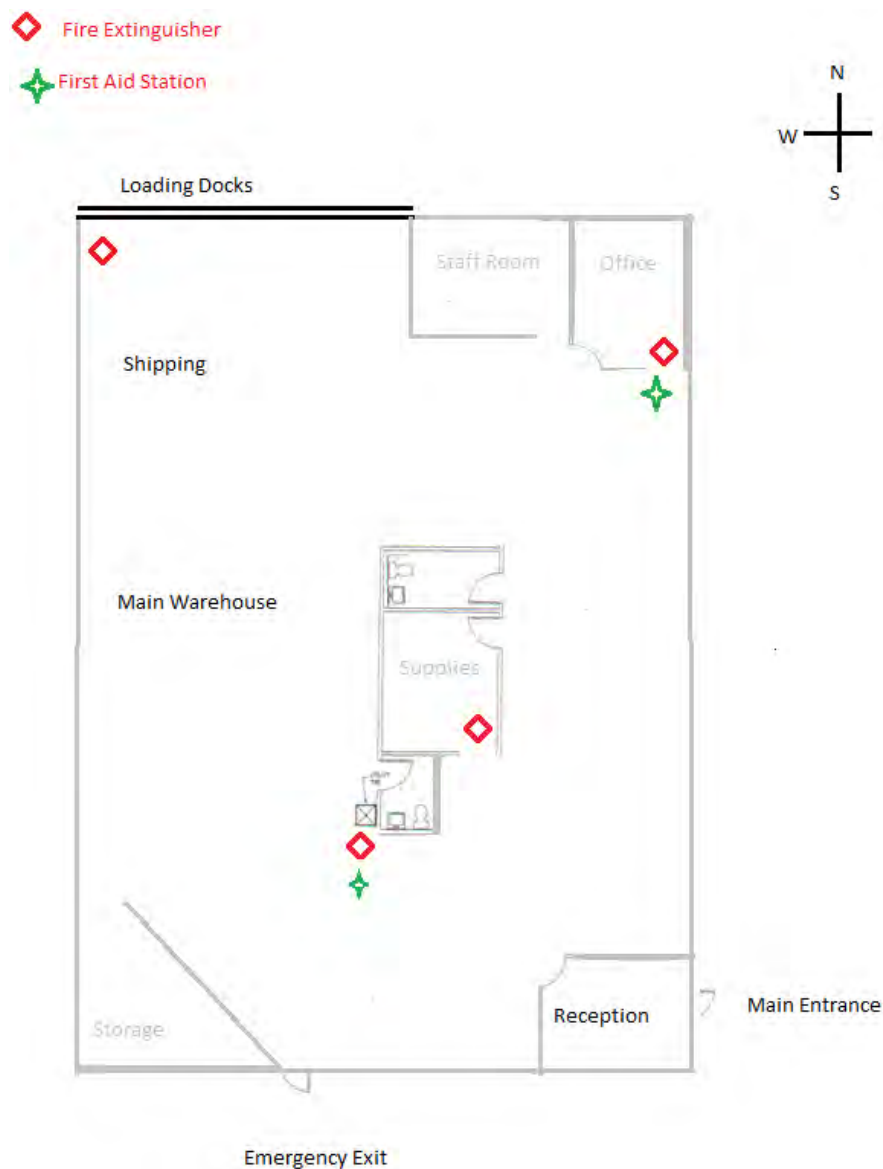 Fire Extinguisher
First Aid Station
N
W
S
Loading Docks
Staff Room
Office
Shipping
Main Warehouse
Supplies
Storage
Reception
Main Entrance
Emergency Exit